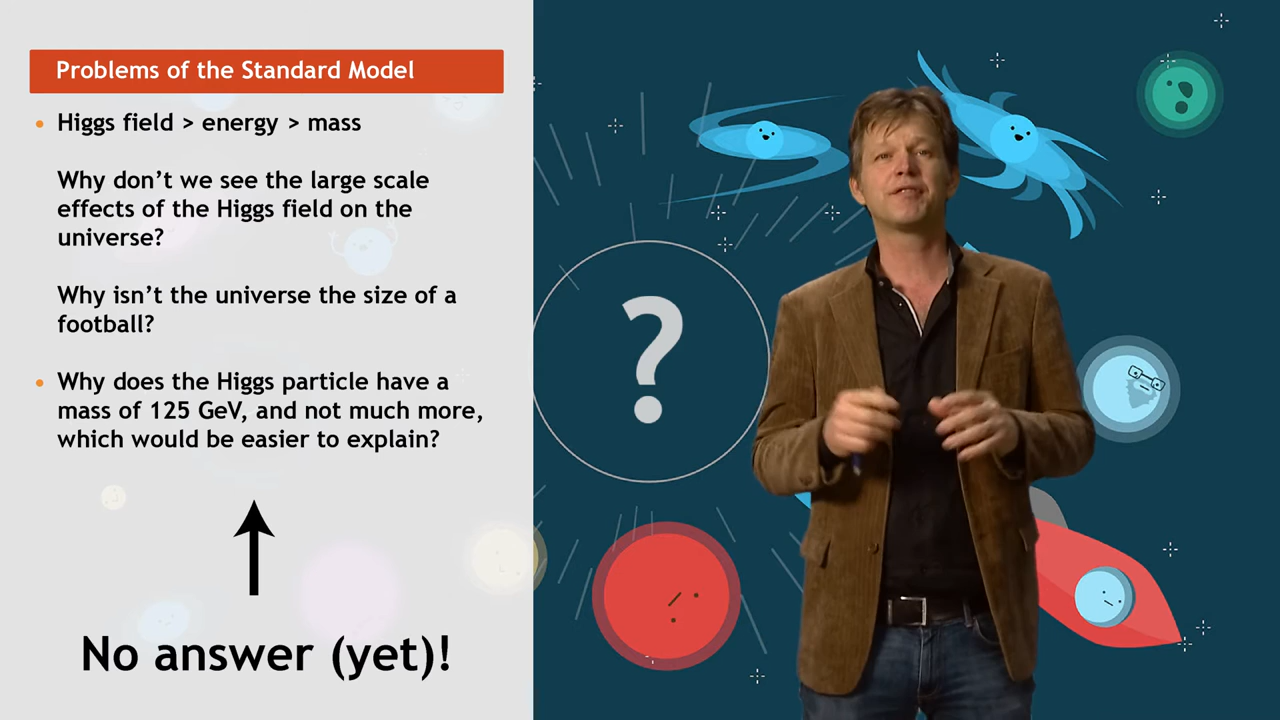 Problems of the Standard Model
• Higgs field > energy > mass
Why don’t we see the large scale
effects of the Higgs field on the
universe?
Why isn’t the universe the size of a
football?
• Why does the Higgs particle have a
mass of 125 GeV, and not much more,
which would be easier to explain?
No answer (yet)!
?